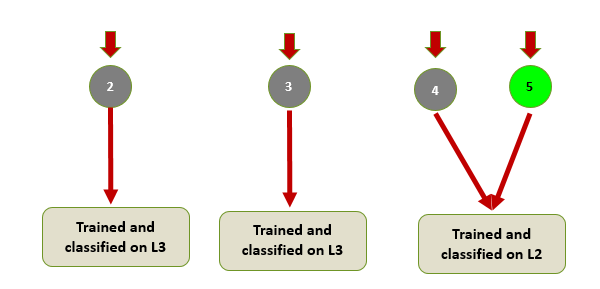 2
3
4
5
Trained and
classified on L3
Trained and
classified on L3
Trained and
classified on L2